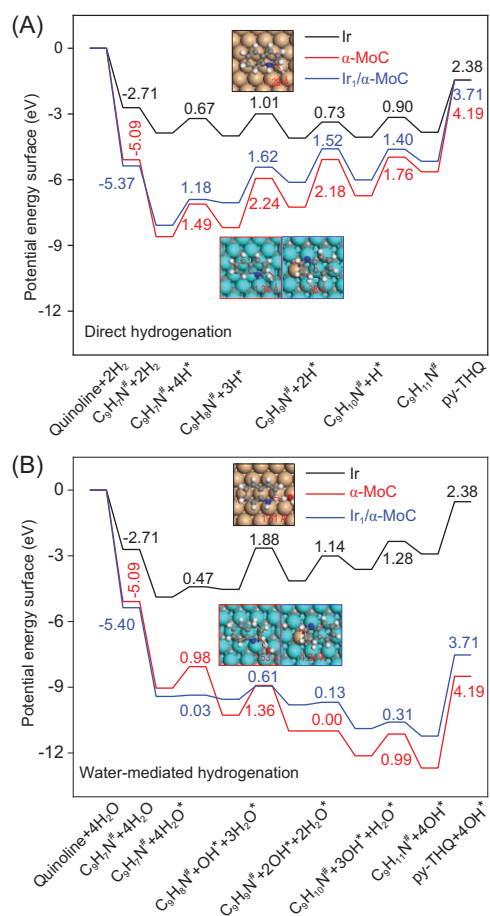 (A)
Ir
α-MoC
Ir₁/α-MoC
Potential energy surface (eV)
0
-3
-6
-9
-12
-2.71
-5.09
-5.37
0.67
1.01
0.73
0.90
2.38
3.71
4.19
1.18
1.62
1.52
1.40
1.49
2.24
2.18
1.76
Direct hydrogenation
Quinoline+2H₂
C₉H₇N#+2H₂
C₉H₇N#+4H*
C₉H₈N#+3H*
C₉H₉N#+2H*
C₉H₁₀N#+H*
C₉H₁₁N#
py-THQ
(B)
Ir
α-MoC
Ir₁/α-MoC
Potential energy surface (eV)
0
-3
-6
-9
-12
-2.71
-5.09
-5.40
0.47
1.88
1.14
1.28
2.38
3.71
4.19
0.98
0.61
0.13
0.31
0.03
1.36
0.00
0.99
Water-mediated hydrogenation
Quinoline+4H₂O
C₉H₇N#+4H₂O
C₉H₇N#+4H₂O*
C₉H₈N#+OH*+3H₂O*
C₉H₉N#+2OH*+2H₂O*
C₉H₁₀N#+3OH*+H₂O*
C₉H₁₁N#+4OH*
py-THQ+4OH*